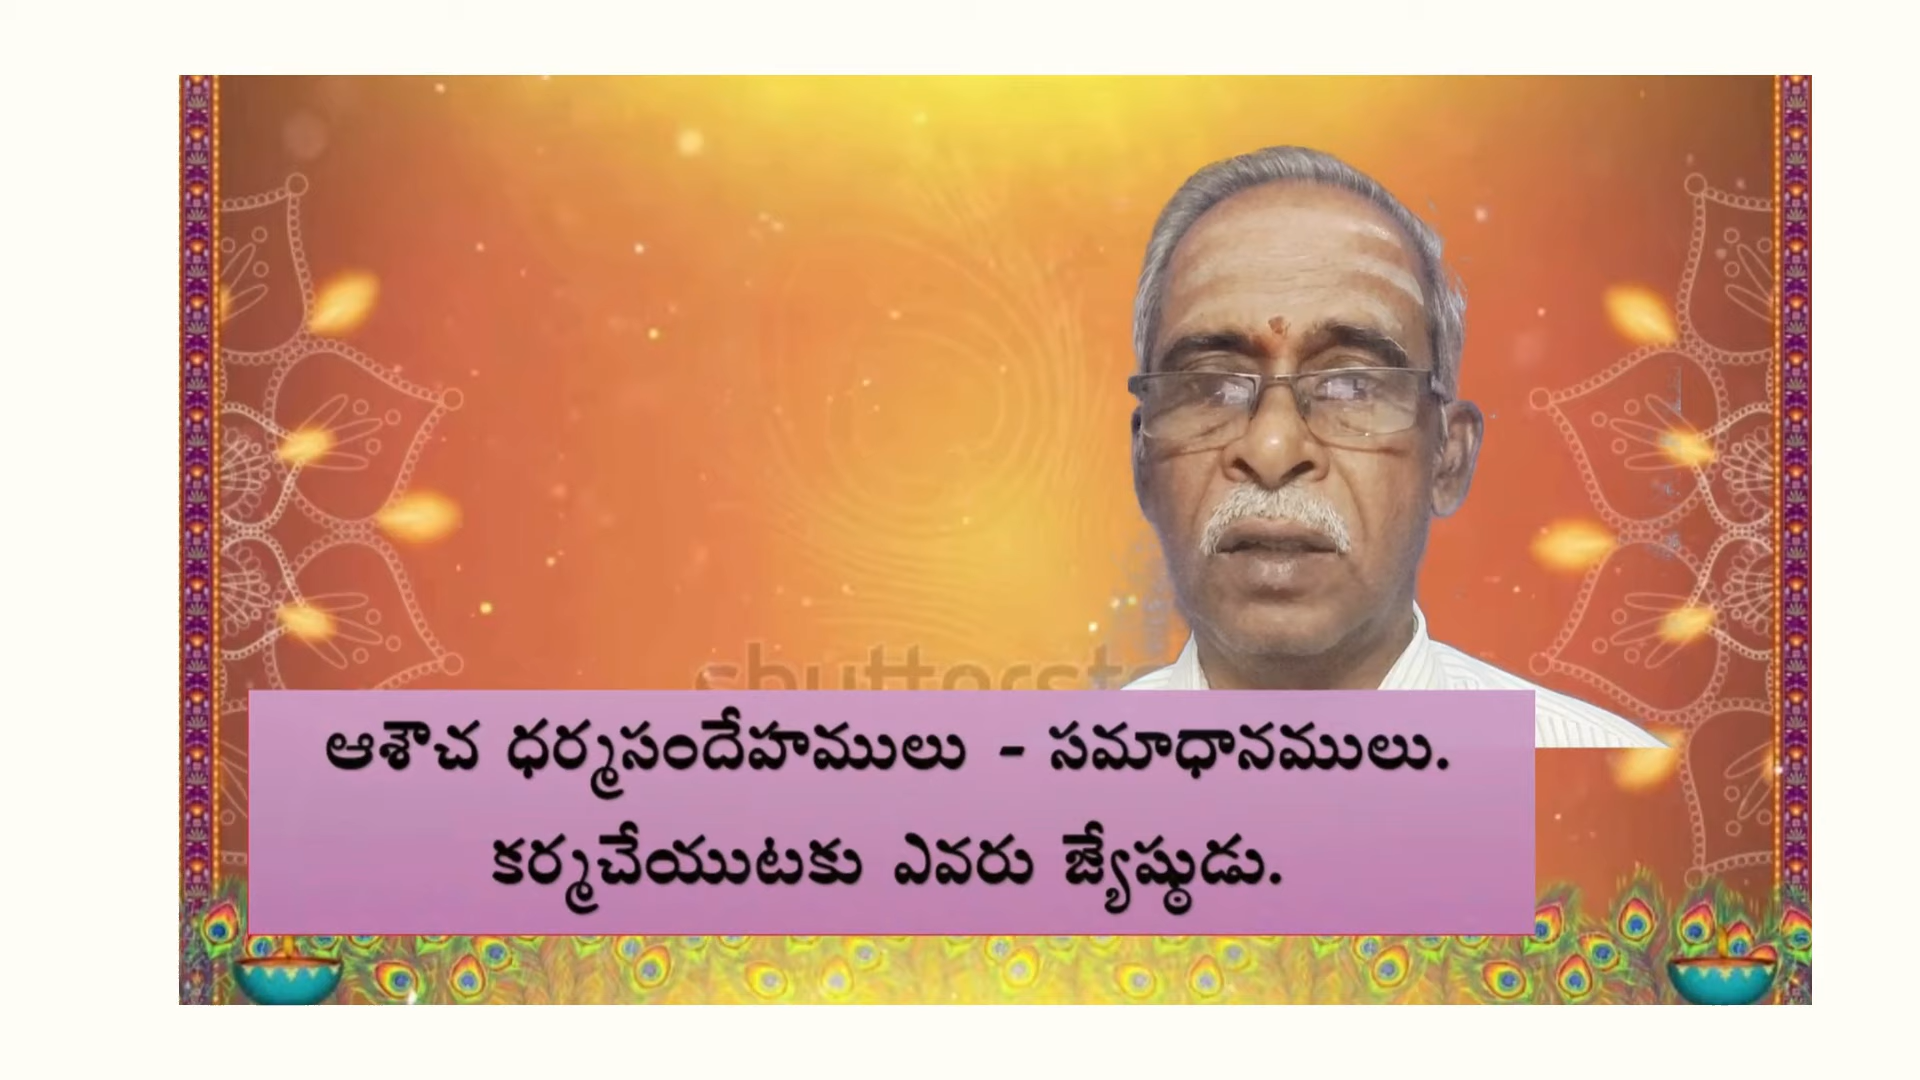 ఆశౌచ ధర్మసందేహములు - సమాధానములు.
కర్మచేయుటకు ఎవరు జ్యేష్ఠుడు.